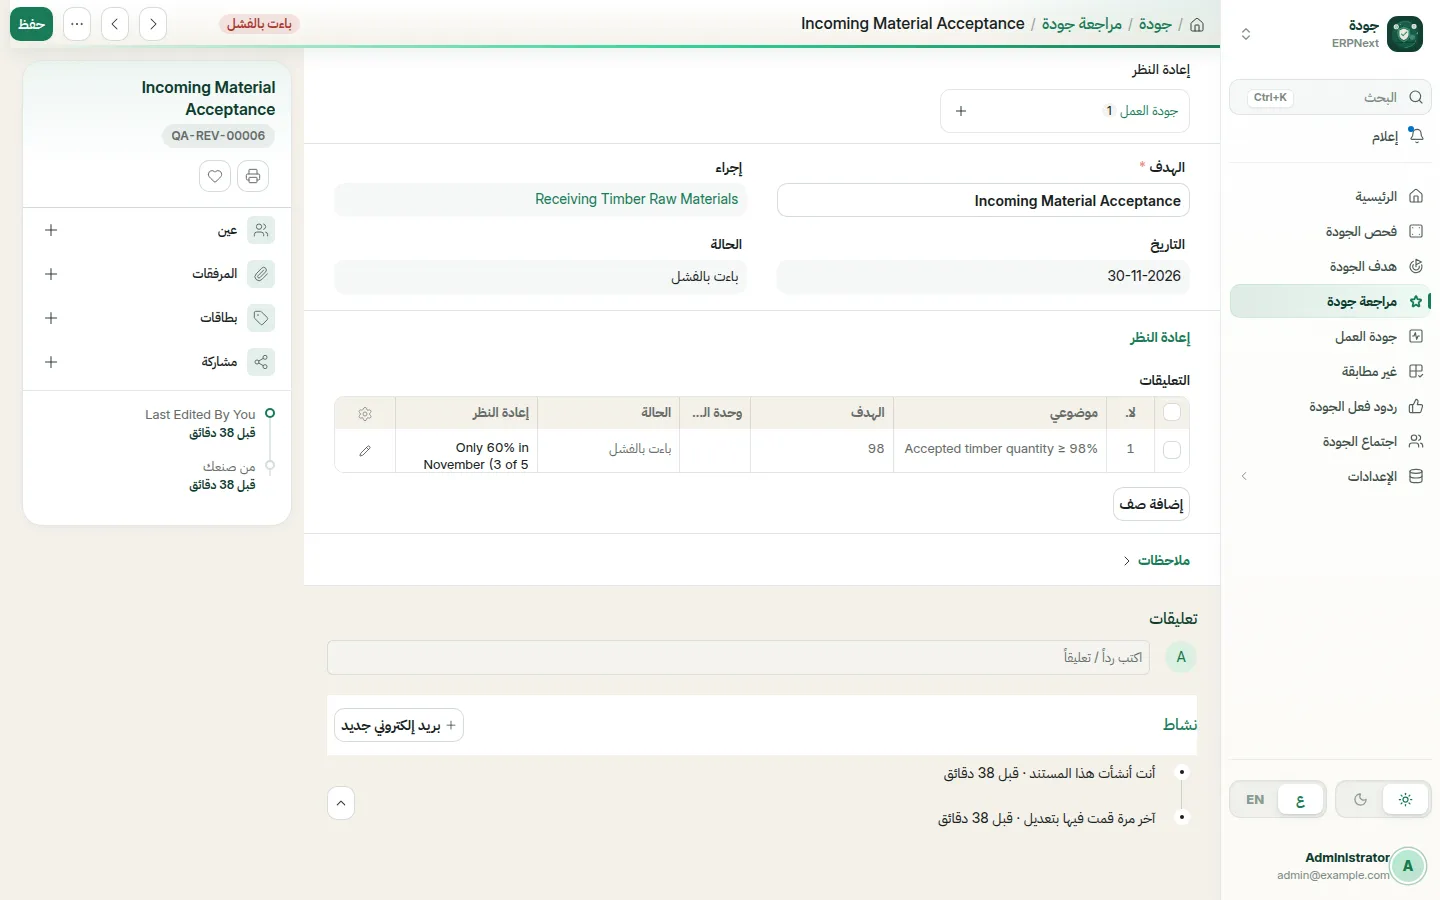 جودة
ERPNext
البحث
Ctrl+K
إعلام
الرئيسية
فحص الجودة
هدف الجودة
مراجعة جودة
جودة العمل
غير مطابقة
ردود فعل الجودة
اجتماع الجودة
الإعدادات
ع
EN
Administrator
admin@example.com
A
/ جودة / مراجعة جودة / Incoming Material Acceptance
باءت بالفشل
حفظ
إعادة النظر
جودة العمل 1
الهدف *
Incoming Material Acceptance
إجراء
Receiving Timber Raw Materials
التاريخ
30-11-2026
الحالة
باءت بالفشل
إعادة النظر
التعليقات
لا. موضوعي الهدف وحدة الـ... الحالة إعادة النظر
1 Accepted timber quantity ≥ 98% 98 باءت بالفشل Only 60% in
November (3 of 5
إضافة صف
ملاحظات
تعليقات
A
اكتب رداً / تعليقاً
نشاط
+ بريد إلكتروني جديد
أنت أنشأت هذا المستند · قبل 38 دقائق
آخر مرة قمت فيها بتعديل · قبل 38 دقائق
Incoming Material
Acceptance
QA-REV-00006
عين
المرفقات
بطاقات
مشاركة
Last Edited By You
قبل 38 دقائق
من صنعك
قبل 38 دقائق